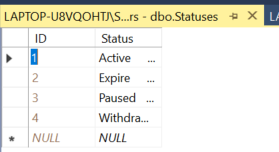 LAPTOP-U8VQOHTJ\S...rs - dbo.Statuses
ID Status
1 Active ...
2 Expire ...
3 Paused ...
4 Withdra...
NULL NULL